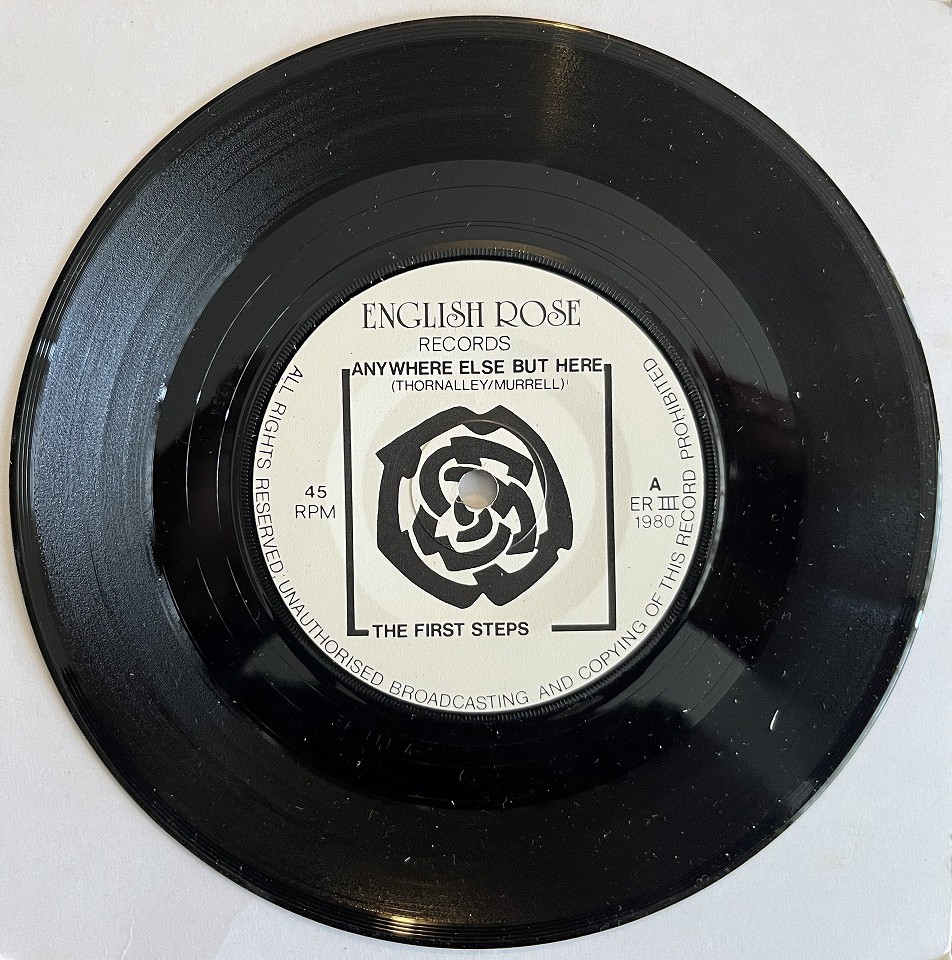 ENGLISH ROSE
RECORDS
ANYWHERE ELSE BUT HERE
(THORNALLEY/MURRELL)
45
RPM
A
ER III
1980
THE FIRST STEPS
ALL RIGHTS RESERVED. UNAUTHORISED BROADCASTING AND COPYING OF THIS RECORD PROHIBITED